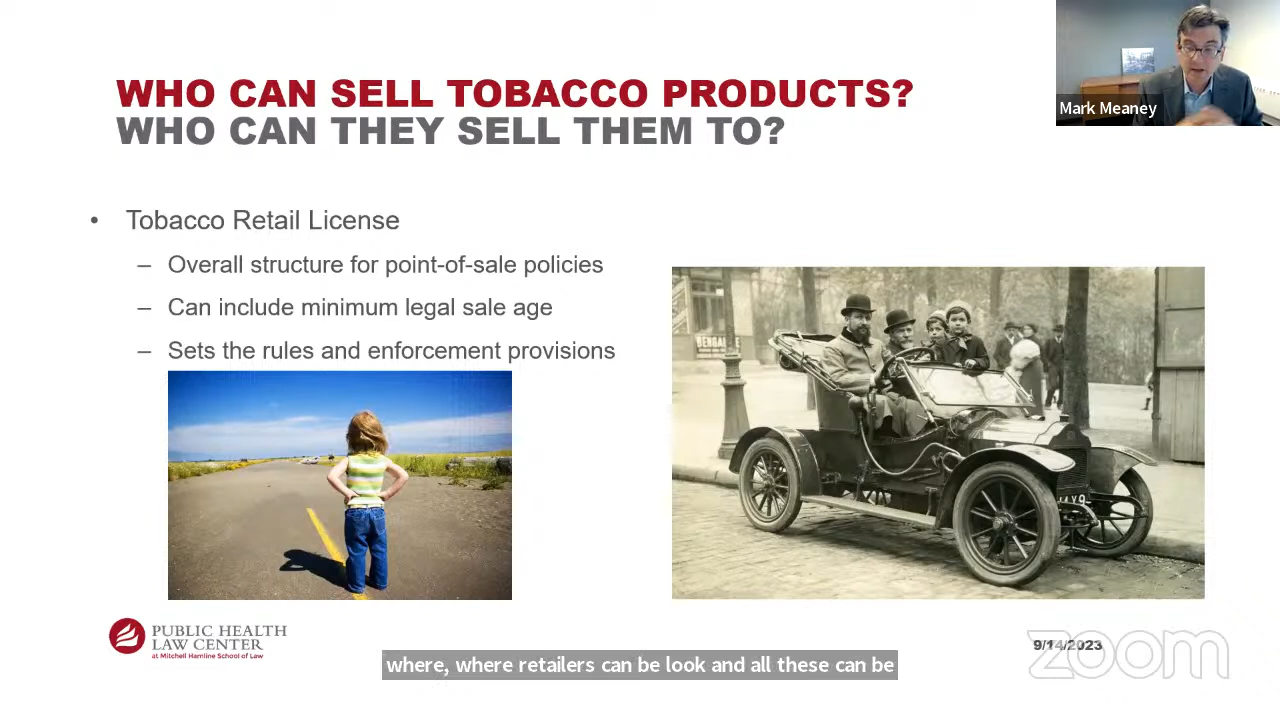 WHO CAN SELL TOBACCO PRODUCTS?
WHO CAN THEY SELL THEM TO?
Mark Meaney
• Tobacco Retail License
– Overall structure for point-of-sale policies
– Can include minimum legal sale age
– Sets the rules and enforcement provisions
PUBLIC HEALTH
LAW CENTER
at Mitchell Hamline School of Law
9/14/2023
zoom
where, where retailers can be look and all these can be